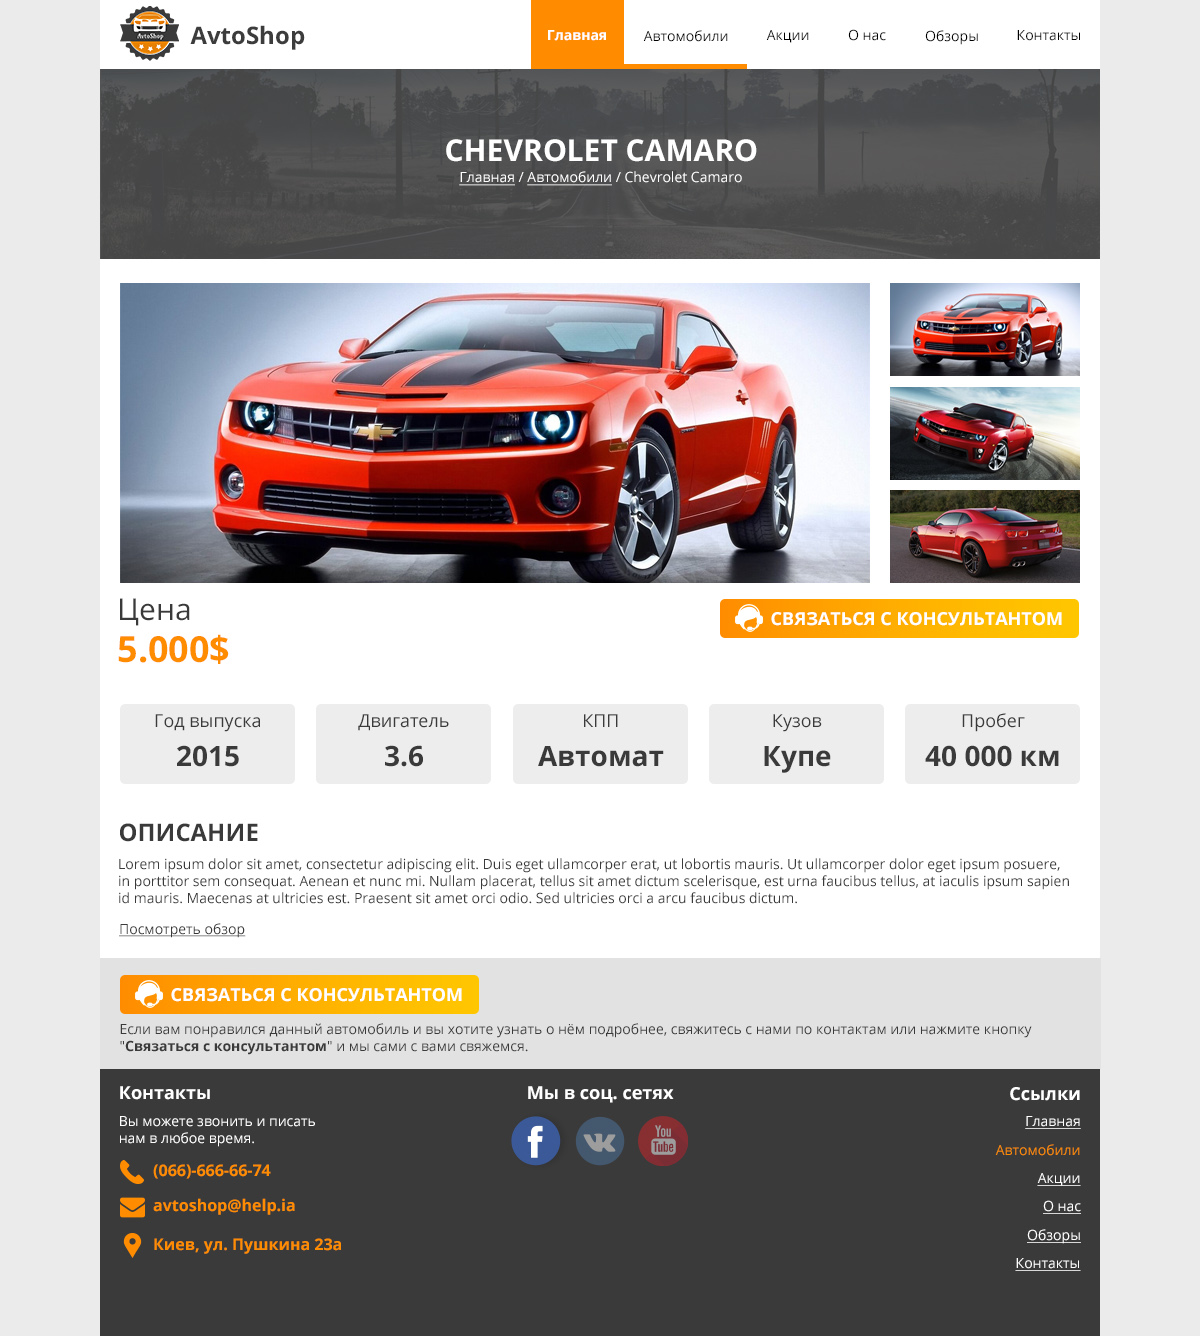 AvtoShop
AvtoShop
Главная
Автомобили
Акции
О нас
Обзоры
Контакты
CHEVROLET CAMARO
Главная / Автомобили / Chevrolet Camaro
Цена
5.000$
СВЯЗАТЬСЯ С КОНСУЛЬТАНТОМ
Год выпуска
2015
Двигатель
3.6
КПП
Автомат
Кузов
Купе
Пробег
40 000 км
ОПИСАНИЕ
Lorem ipsum dolor sit amet, consectetur adipiscing elit. Duis eget ullamcorper erat, ut lobortis mauris. Ut ullamcorper dolor eget ipsum posuere,
in porttitor sem consequat. Aenean et nunc mi. Nullam placerat, tellus sit amet dictum scelerisque, est urna faucibus tellus, at iaculis ipsum sapien
id mauris. Maecenas at ultricies est. Praesent sit amet orci odio. Sed ultricies orci a arcu faucibus dictum.
Посмотреть обзор
СВЯЗАТЬСЯ С КОНСУЛЬТАНТОМ
Если вам понравился данный автомобиль и вы хотите узнать о нём подробнее, свяжитесь с нами по контактам или нажмите кнопку
"Связаться с консультантом" и мы сами с вами свяжемся.
Контакты
Вы можете звонить и писать
нам в любое время.
(066)-666-66-74
avtoshop@help.ia
Киев, ул. Пушкина 23а
Мы в соц. сетях
f
VK
You
Tube
Ссылки
Главная
Автомобили
Акции
О нас
Обзоры
Контакты